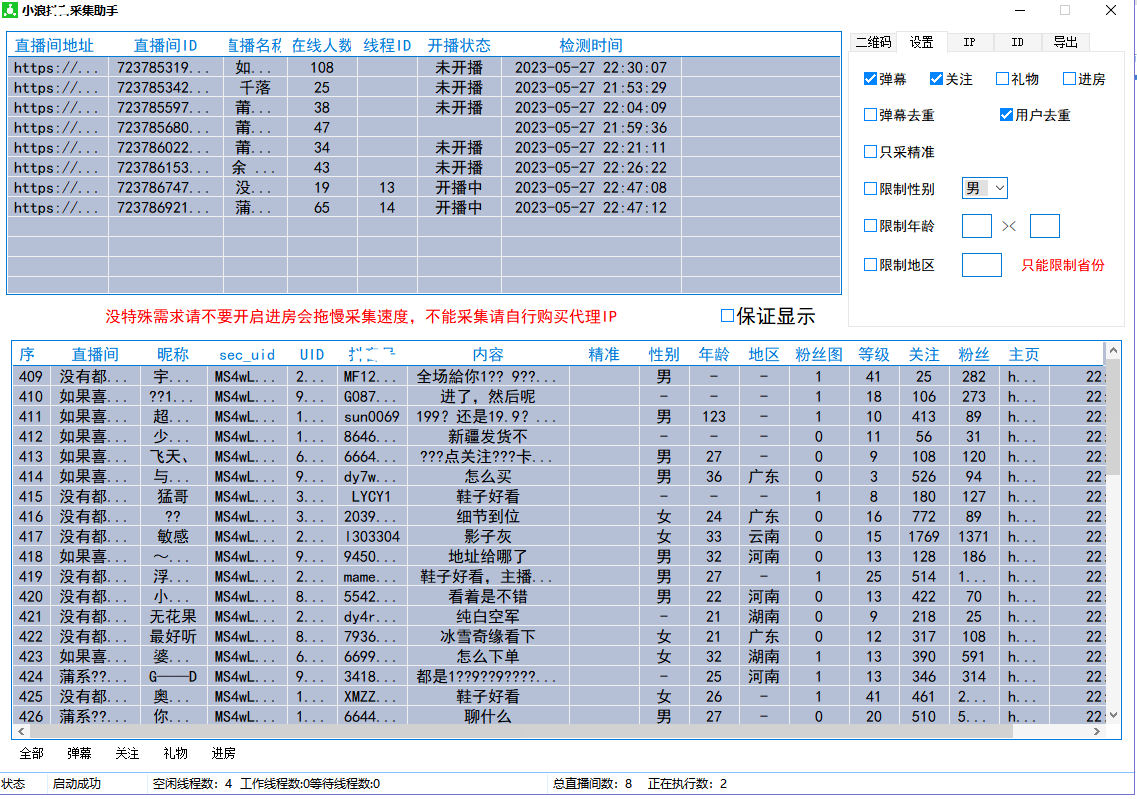 小浪采集助手
直播间地址 直播间ID 直播名称 在线人数 线程ID 开播状态 检测时间
https://... 723785319... 如... 108 未开播 2023-05-27 22:30:07
https://... 723785342... 千落 25 未开播 2023-05-27 21:53:29
https://... 723785597... 莆... 38 未开播 2023-05-27 22:04:09
https://... 723785680... 莆... 47 2023-05-27 21:59:36
https://... 723786022... 莆... 34 未开播 2023-05-27 22:21:11
https://... 723786153... 余 ... 43 未开播 2023-05-27 22:26:22
https://... 723786747... 没... 19 13 开播中 2023-05-27 22:47:08
https://... 723786921... 蒲... 65 14 开播中 2023-05-27 22:47:12
二维码 设置 IP ID 导出
弹幕 关注 礼物 进房
弹幕去重 用户去重
只采精准
限制性别 男
限制年龄
限制地区 只能限制省份
没特殊需求请不要开启进房会拖慢采集速度，不能采集请自行购买代理IP 保证显示
序 直播间 昵称 sec_uid UID 内容 精准 性别 年龄 地区 粉丝图 等级 关注 粉丝 主页
409 没有都... 宇... MS4wL... 2... MF12... 全场給你1?? 9??... 男 - - 1 41 25 282 h... 22:
410 如果喜... ??1... MS4wL... 9... G087... 进了，然后呢 - - - 1 18 106 273 h... 22:
411 如果喜... 超... MS4wL... 1... sun0069 199? 还是19.9? ... 男 123 - 1 10 413 89 h... 22:
412 如果喜... 少... MS4wL... 1... 8646... 新疆发货不 - - - 0 11 56 31 h... 22:
413 如果喜... 飞天、 MS4wL... 6... 6664... ???点关注???卡... 男 27 - 0 9 108 120 h... 22:
414 如果喜... 与... MS4wL... 9... dy7w... 怎么买 男 36 广东 0 3 526 94 h... 22:
415 没有都... 猛哥 MS4wL... 3... LYCY1 鞋子好看 - - - 1 8 180 127 h... 22:
416 没有都... ?? MS4wL... 3... 2039... 细节到位 女 24 广东 0 16 772 89 h... 22:
417 没有都... 敏感 MS4wL... 2... l303304 影子灰 女 33 云南 0 15 1769 1371 h... 22:
418 如果喜... ～... MS4wL... 9... 9450... 地址给哪了 男 32 河南 0 13 128 186 h... 22:
419 没有都... 浮... MS4wL... 2... mame... 鞋子好看，主播... 男 27 - 1 25 514 1... h... 22:
420 没有都... 小... MS4wL... 8... 5542... 看着是不错 男 22 河南 0 13 422 70 h... 22:
421 没有都... 无花果 MS4wL... 2... dy4r... 纯白空军 - 21 湖南 0 9 218 25 h... 22:
422 没有都... 最好听 MS4wL... 8... 7936... 冰雪奇缘看下 女 21 广东 0 12 317 108 h... 22:
423 如果喜... 婆... MS4wL... 6... 6699... 怎么下单 女 32 湖南 1 13 390 591 h... 22:
424 蒲系??... G——D MS4wL... 9... 3418... 都是1??9??9????... - 25 河南 1 13 346 314 h... 22:
425 没有都... 奥... MS4wL... 1... XMZZ... 鞋子好看 女 26 - 1 41 461 2... h... 22:
426 蒲系??... 你... MS4wL... 1... 6644... 聊什么 男 27 - 0 20 510 5... h... 22:
全部 弹幕 关注 礼物 进房
状态 启动成功 空闲线程数：4 工作线程数:0等待线程数:0 总直播间数：8 正在执行数：2